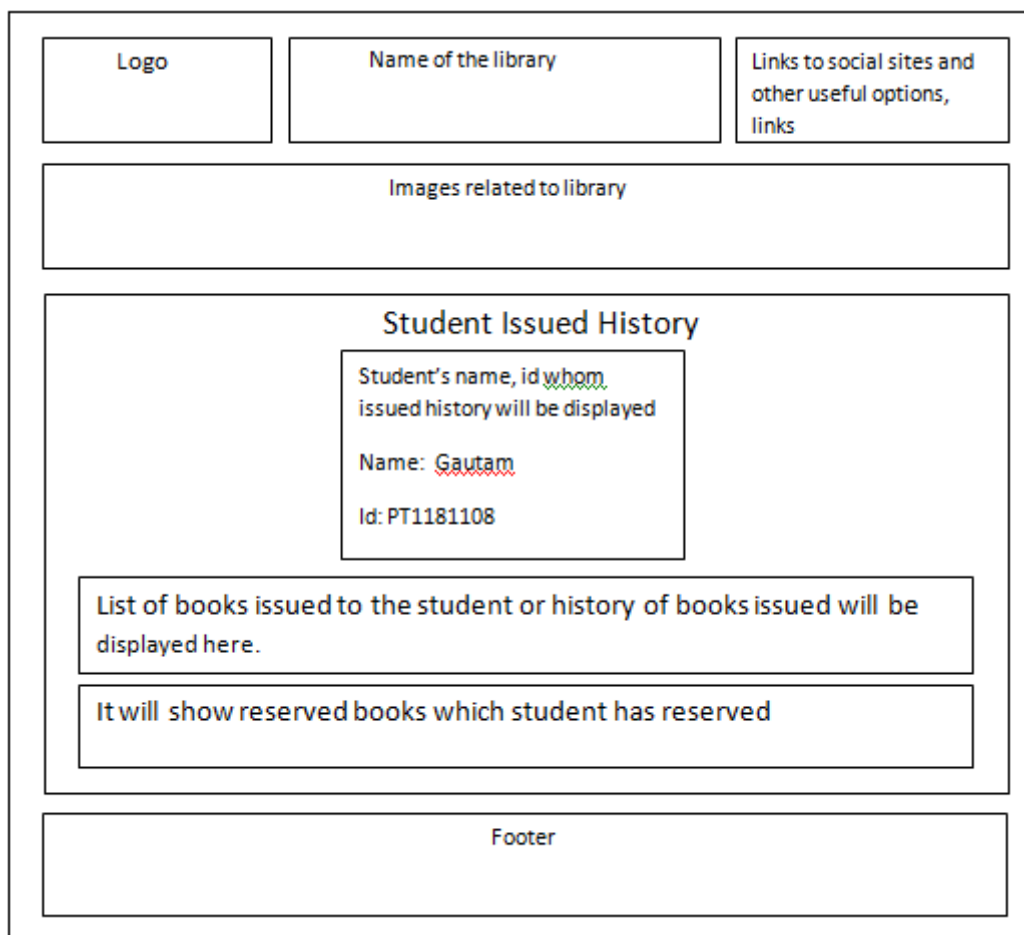 Logo
Name of the library
Links to social sites and
other useful options,
links
Images related to library
Student Issued History
Student's name, id whom
issued history will be displayed
Name: Gautam
Id: PT1181108
List of books issued to the student or history of books issued will be
displayed here.
It will show reserved books which student has reserved
Footer